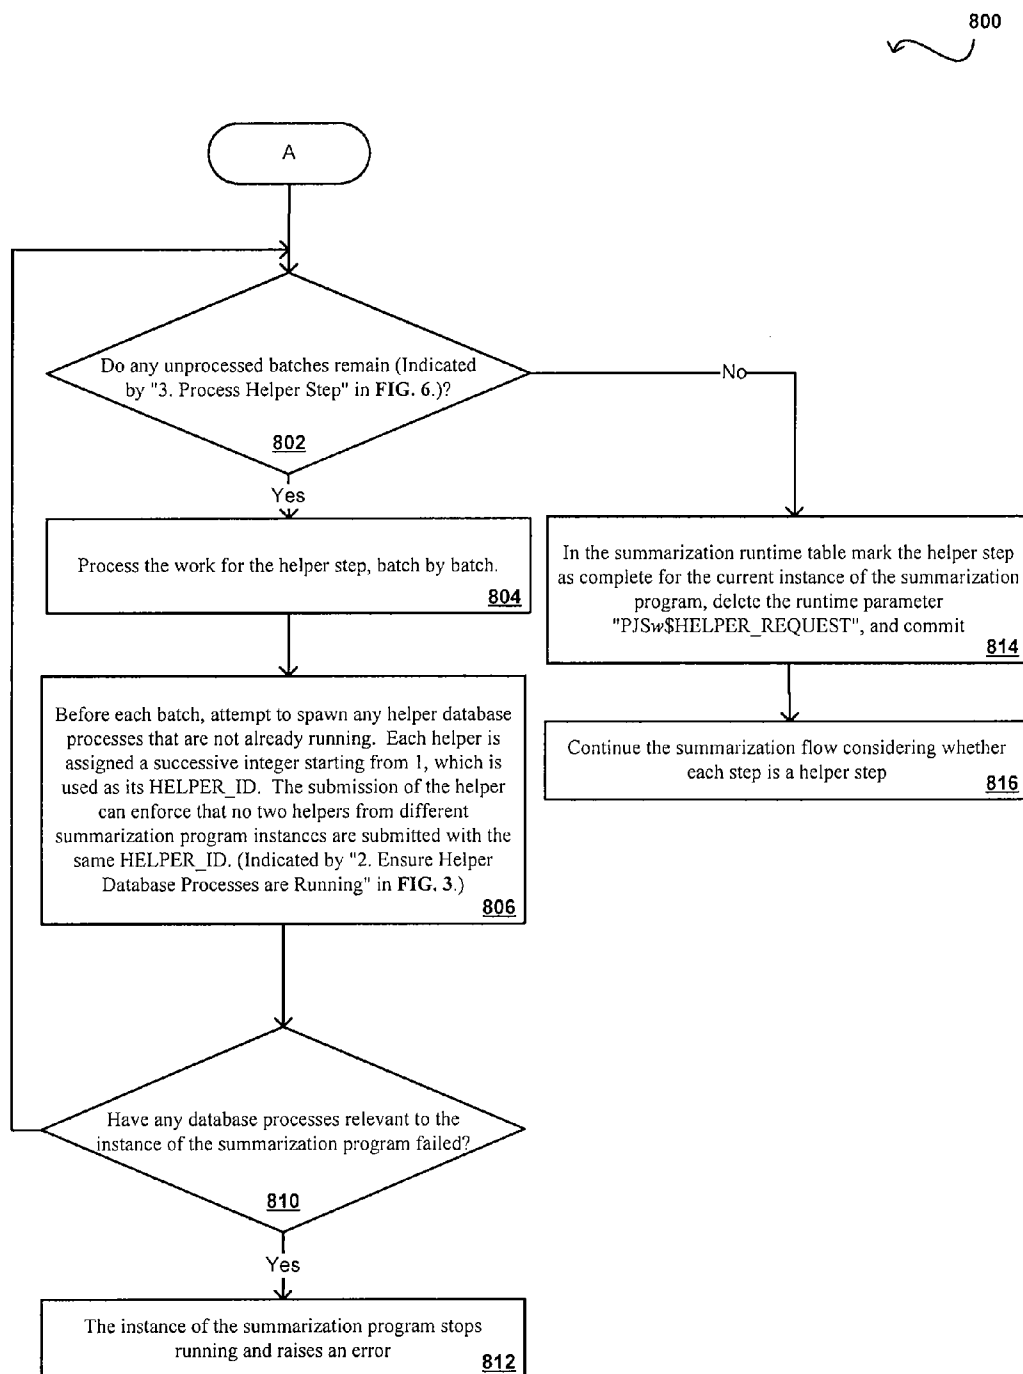 800
A
Do any unprocessed batches remain (Indicated
by "3. Process Helper Step" in FIG. 6.)?
802
No
Yes
Process the work for the helper step, batch by batch.
804
In the summarization runtime table mark the helper step
as complete for the current instance of the summarization
program, delete the runtime parameter
"PJSw$HELPER_REQUEST", and commit
814
Before each batch, attempt to spawn any helper database
processes that are not already running. Each helper is
assigned a successive integer starting from 1, which is
used as its HELPER_ID. The submission of the helper
can enforce that no two helpers from different
summarization program instances are submitted with the
same HELPER_ID. (Indicated by "2. Ensure Helper
Database Processes are Running" in FIG. 3.)
806
Continue the summarization flow considering whether
each step is a helper step
816
Have any database processes relevant to the
instance of the summarization program failed?
810
Yes
The instance of the summarization program stops
running and raises an error
812